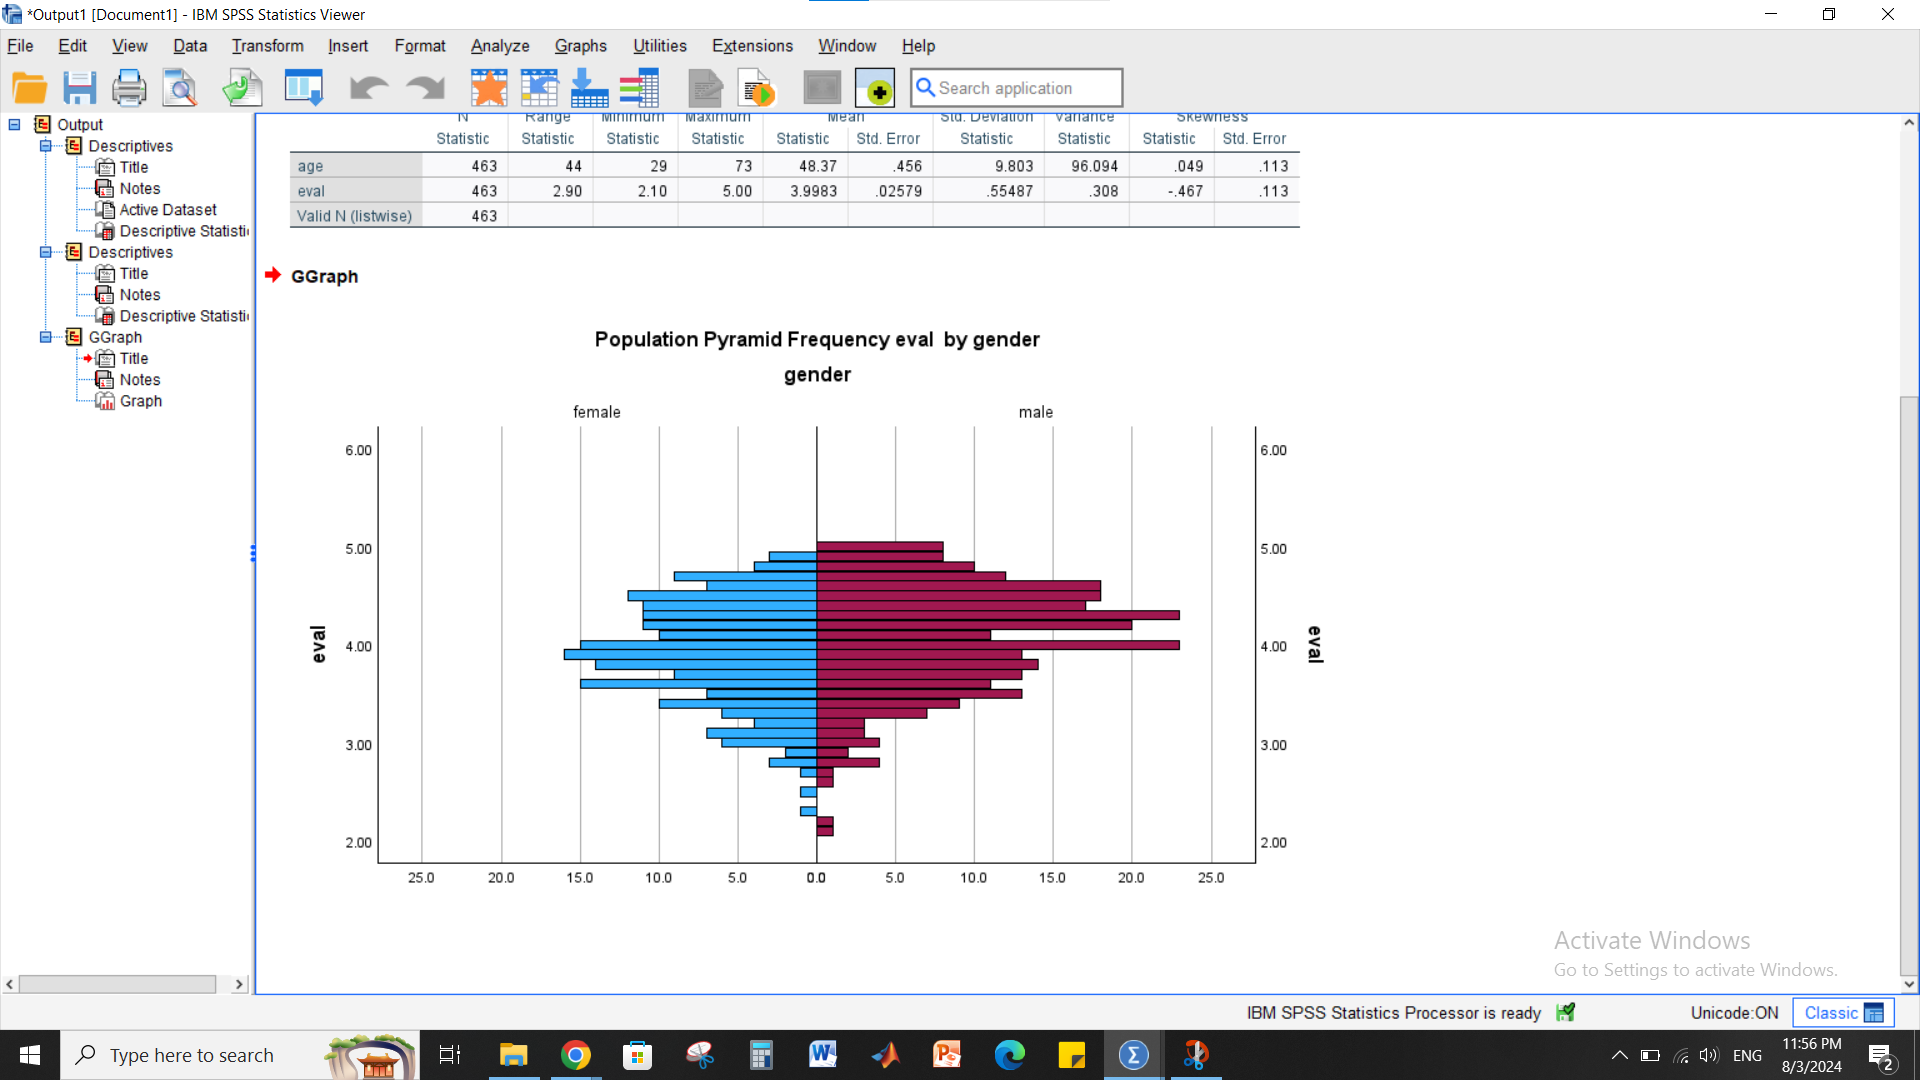 *Output1 [Document1] - IBM SPSS Statistics Viewer
File Edit View Data Transform Insert Format Analyze Graphs Utilities Extensions Window Help
Search application
Output
Descriptives
Title
Notes
Active Dataset
Descriptive Statisti
Descriptives
Title
Notes
Descriptive Statisti
GGraph
Title
Notes
Graph
N Range Minimum Maximum Mean Std. Deviation Variance Skewness
Statistic Statistic Statistic Statistic Statistic Std. Error Statistic Statistic Statistic Std. Error
age 463 44 29 73 48.37 .456 9.803 96.094 .049 .113
eval 463 2.90 2.10 5.00 3.9983 .02579 .55487 .308 -.467 .113
Valid N (listwise) 463
GGraph
Population Pyramid Frequency eval by gender
gender
female male
6.00 6.00
5.00 5.00
eval 4.00 4.00 eval
3.00 3.00
2.00 2.00
25.0 20.0 15.0 10.0 5.0 0.0 5.0 10.0 15.0 20.0 25.0
Activate Windows
Go to Settings to activate Windows.
IBM SPSS Statistics Processor is ready Unicode:ON Classic
Type here to search
ENG
11:56 PM
8/3/2024
2